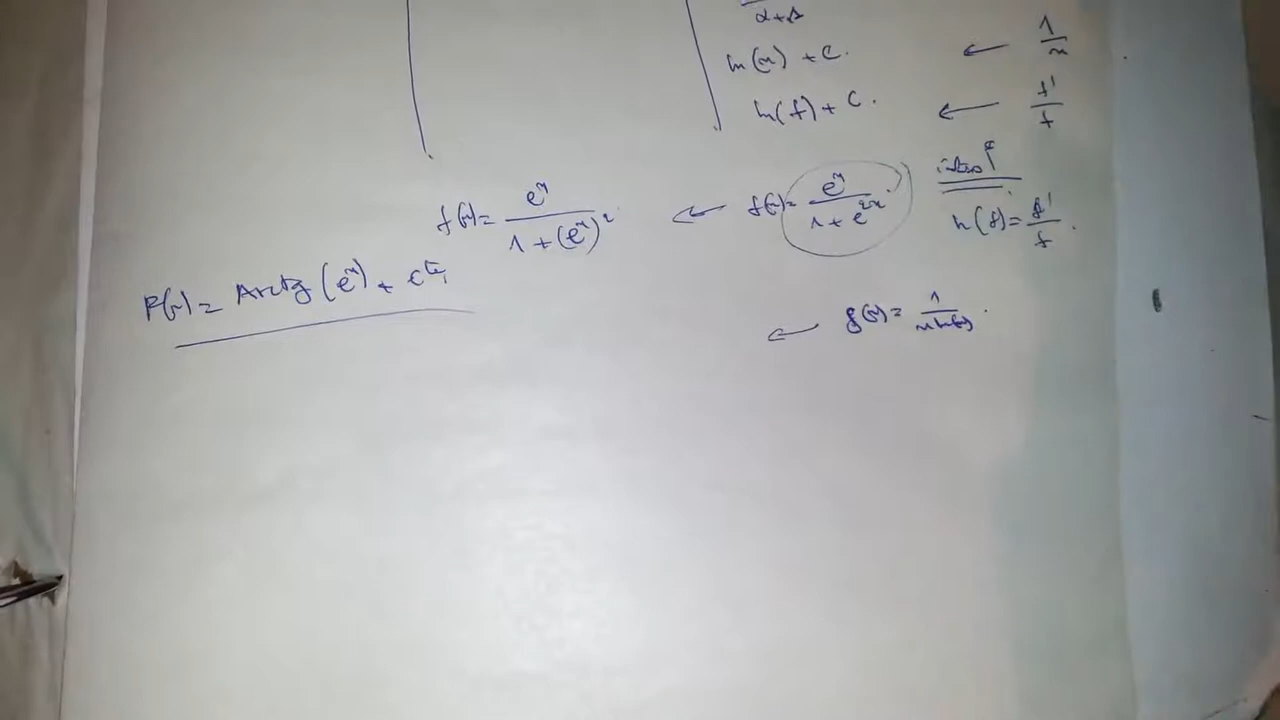 α+β
ln(x) + C. ← 1/x
ln(f) + C. ← f'/f
f(x) = e^x / (1 + (e^x)^2) ← f(x) = e^x / (1 + e^{2x})
ln(f) = f'/f.
F(x) = Arctg (e^x) + c
← g(x) = 1 / (x ln(x)).